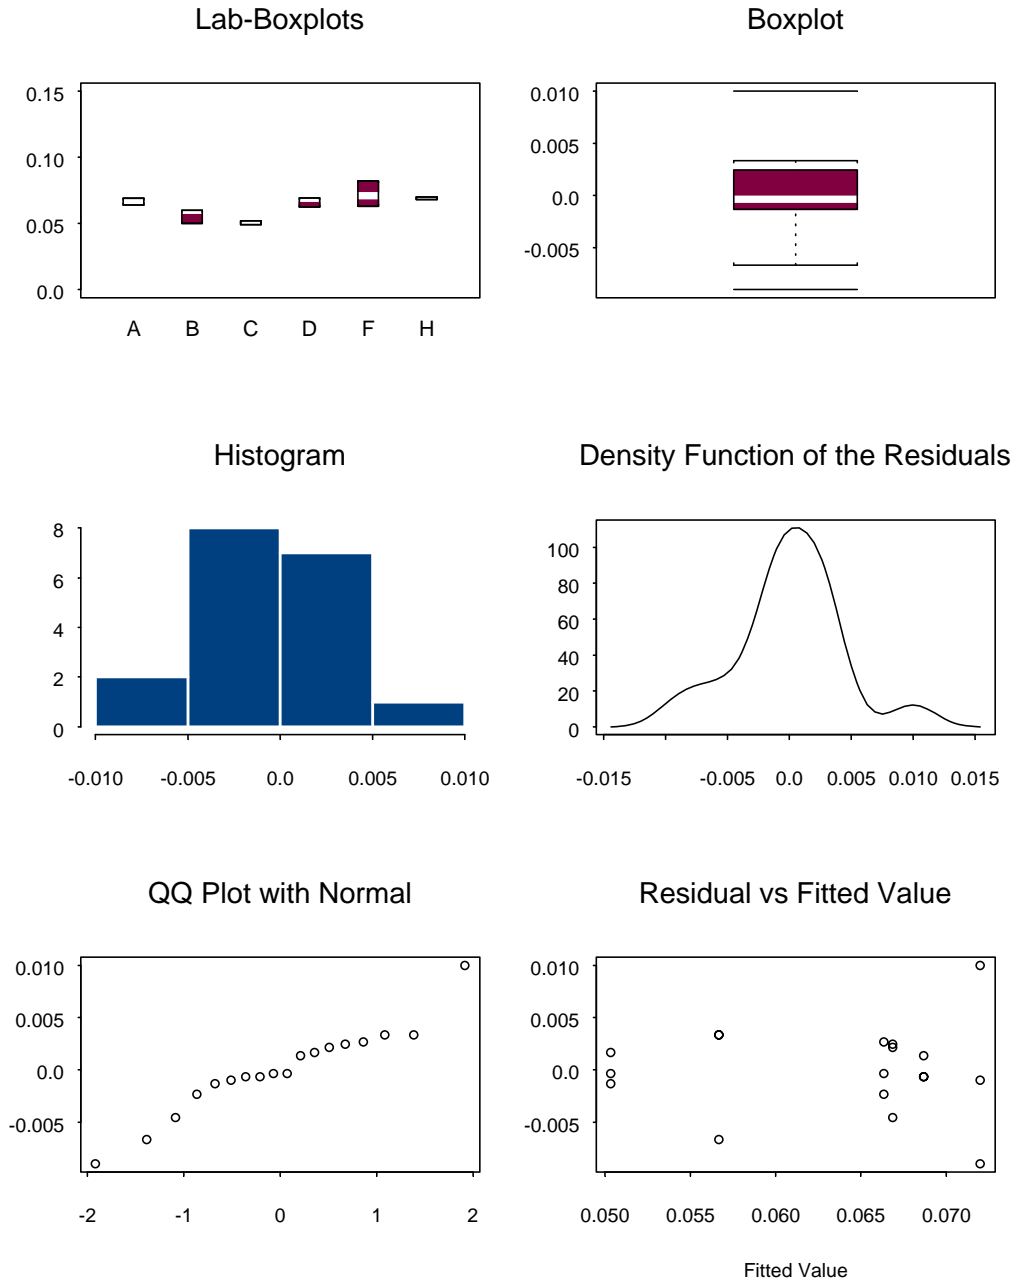 Lab-Boxplots
0.15
0.10
0.05
0.0
A B C D F H
Boxplot
0.010
0.005
0.0
-0.005
Histogram
8
6
4
2
0
-0.010 -0.005 0.0 0.005 0.010
Density Function of the Residuals
100
80
60
40
20
0
-0.015 -0.005 0.0 0.005 0.010 0.015
QQ Plot with Normal
0.010
0.005
0.0
-0.005
-2 -1 0 1 2
Residual vs Fitted Value
0.010
0.005
0.0
-0.005
0.050 0.055 0.060 0.065 0.070
Fitted Value